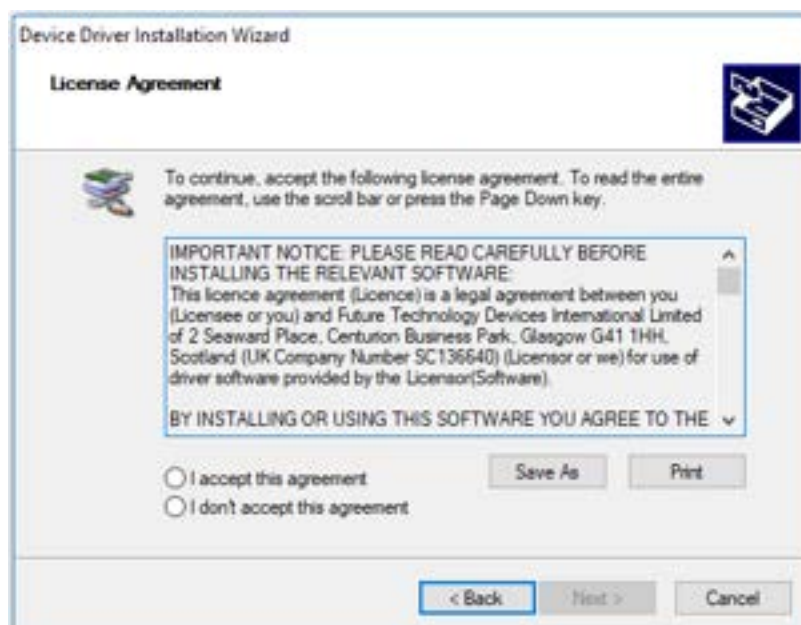 Device Driver Installation Wizard
License Agreement
To continue, accept the following license agreement. To read the entire
agreement, use the scroll bar or press the Page Down key.
IMPORTANT NOTICE: PLEASE READ CAREFULLY BEFORE
INSTALLING THE RELEVANT SOFTWARE:
This licence agreement (Licence) is a legal agreement between you
(Licensee or you) and Future Technology Devices International Limited
of 2 Seaward Place, Centurion Business Park, Glasgow G41 1HH,
Scotland (UK Company Number SC136640) (Licensor or we) for use of
driver software provided by the Licensor(Software).
BY INSTALLING OR USING THIS SOFTWARE YOU AGREE TO THE
I accept this agreement
Save As
Print
I don't accept this agreement
< Back
Next >
Cancel